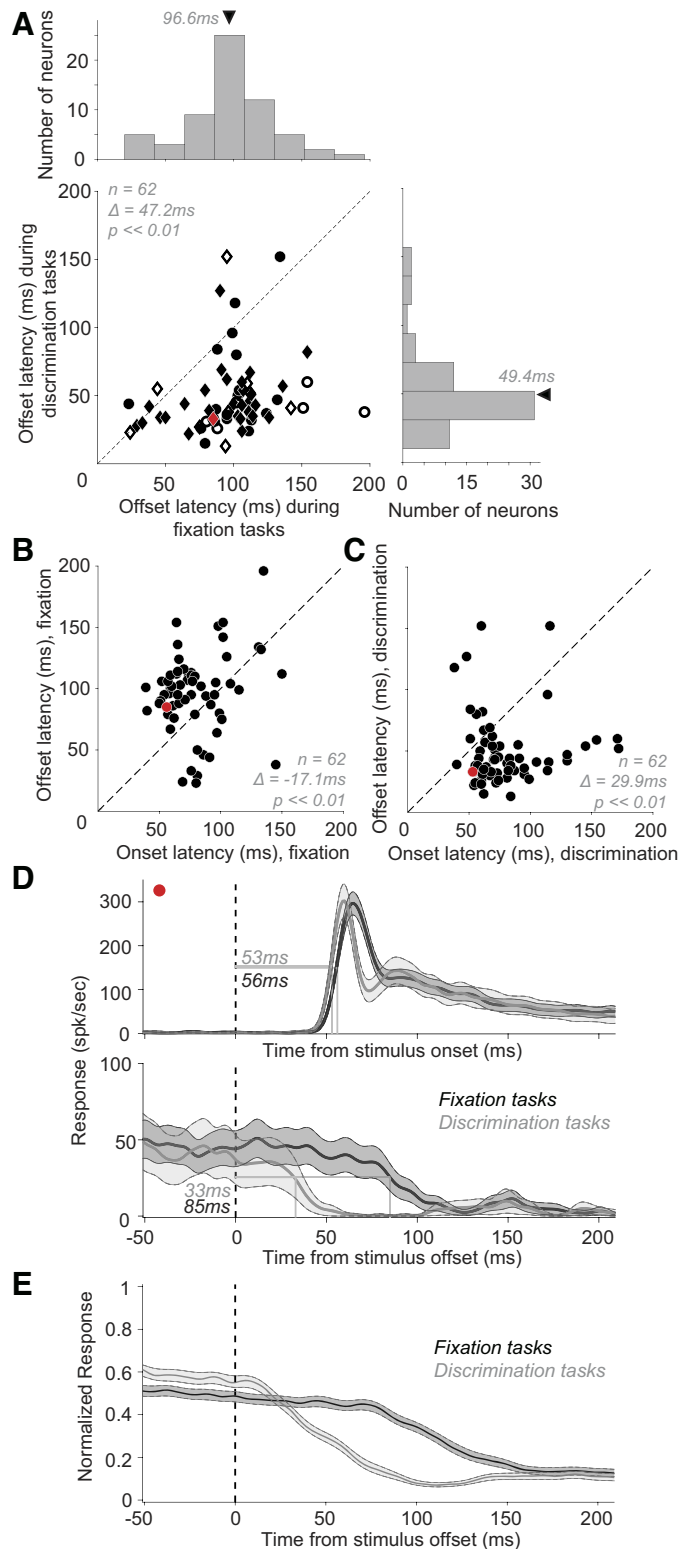 A
Number of neurons
96.6ms
20
10
0
Offset latency (ms) during
discrimination tasks
200
150
100
50
0
n = 62
Δ = 47.2ms
p << 0.01
0 50 100 150 200
Offset latency (ms) during
fixation tasks
49.4ms
0 15 30
Number of neurons
B
Offset latency (ms), fixation
200
150
100
50
0
n = 62
Δ = -17.1ms
p << 0.01
50 100 150 200
Onset latency (ms), fixation
C
Offset latency (ms), discrimination
n = 62
Δ = 29.9ms
p << 0.01
0 50 100 150 200
Onset latency (ms), discrimination
D
Response (spk/sec)
300
200
100
0
53ms
56ms
Time from stimulus onset (ms)
100
50
0
Fixation tasks
Discrimination tasks
33ms
85ms
-50 0 50 100 150 200
Time from stimulus offset (ms)
E
Normalized Response
1
0.8
0.6
0.4
0.2
0
Fixation tasks
Discrimination tasks
-50 0 50 100 150 200
Time from stimulus offset (ms)